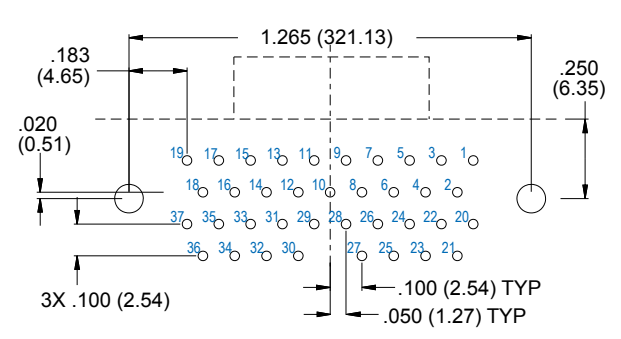 1.265 (321.13)
.183
(4.65)
.250
(6.35)
.020
(0.51)
19 17 15 13 11 9 7 5 3 1
18 16 14 12 10 8 6 4 2
37 35 33 31 29 28 26 24 22 20
36 34 32 30 27 25 23 21
3X .100 (2.54)
.100 (2.54) TYP
.050 (1.27) TYP